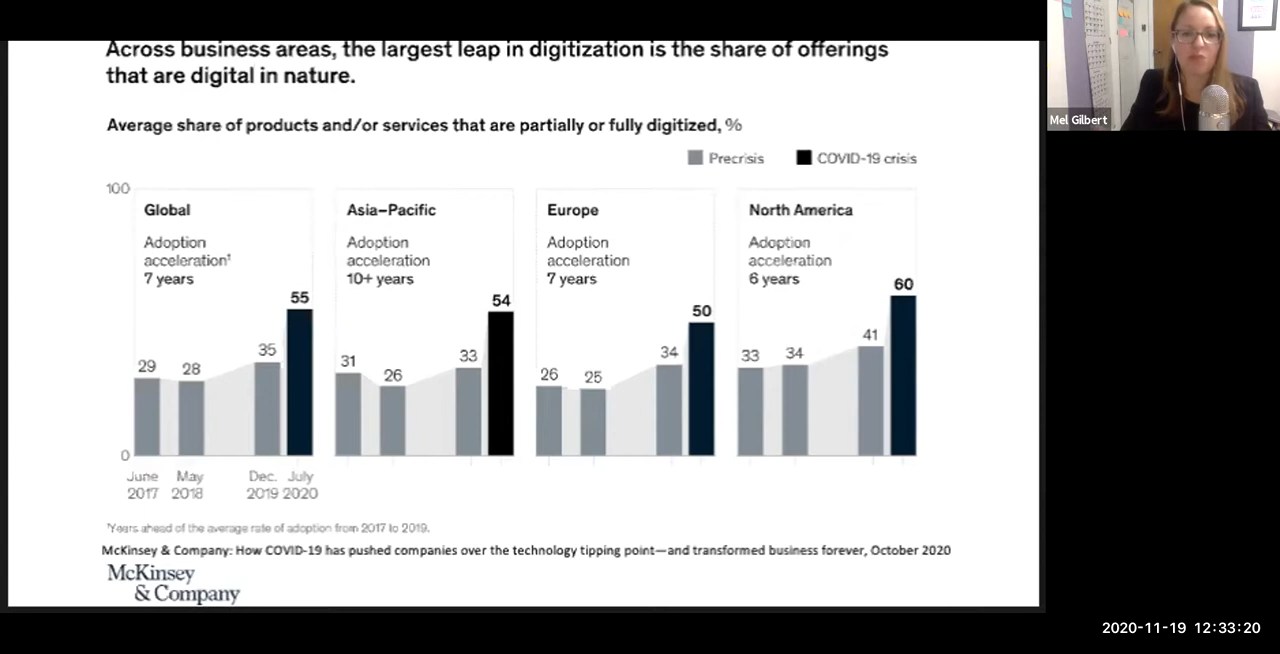 Across business areas, the largest leap in digitization is the share of offerings
that are digital in nature.
Average share of products and/or services that are partially or fully digitized, %
Precrisis
COVID-19 crisis
100
0
Global
Adoption
acceleration¹
7 years
29
28
35
55
June
2017
May
2018
Dec.
2019
July
2020
Asia–Pacific
Adoption
acceleration
10+ years
31
26
33
54
Europe
Adoption
acceleration
7 years
26
25
34
50
North America
Adoption
acceleration
6 years
33
34
41
60
¹Years ahead of the average rate of adoption from 2017 to 2019.
McKinsey & Company: How COVID-19 has pushed companies over the technology tipping point—and transformed business forever, October 2020
McKinsey
& Company
Mel Gilbert
2020-11-19 12:33:20